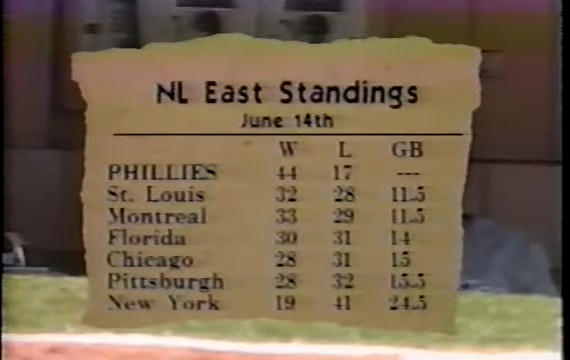 NL East Standings
June 14th
W L GB
PHILLIES 44 17 ---
St. Louis 32 28 11.5
Montreal 33 29 11.5
Florida 30 31 14
Chicago 28 31 15
Pittsburgh 28 32 15.5
New York 19 41 24.5